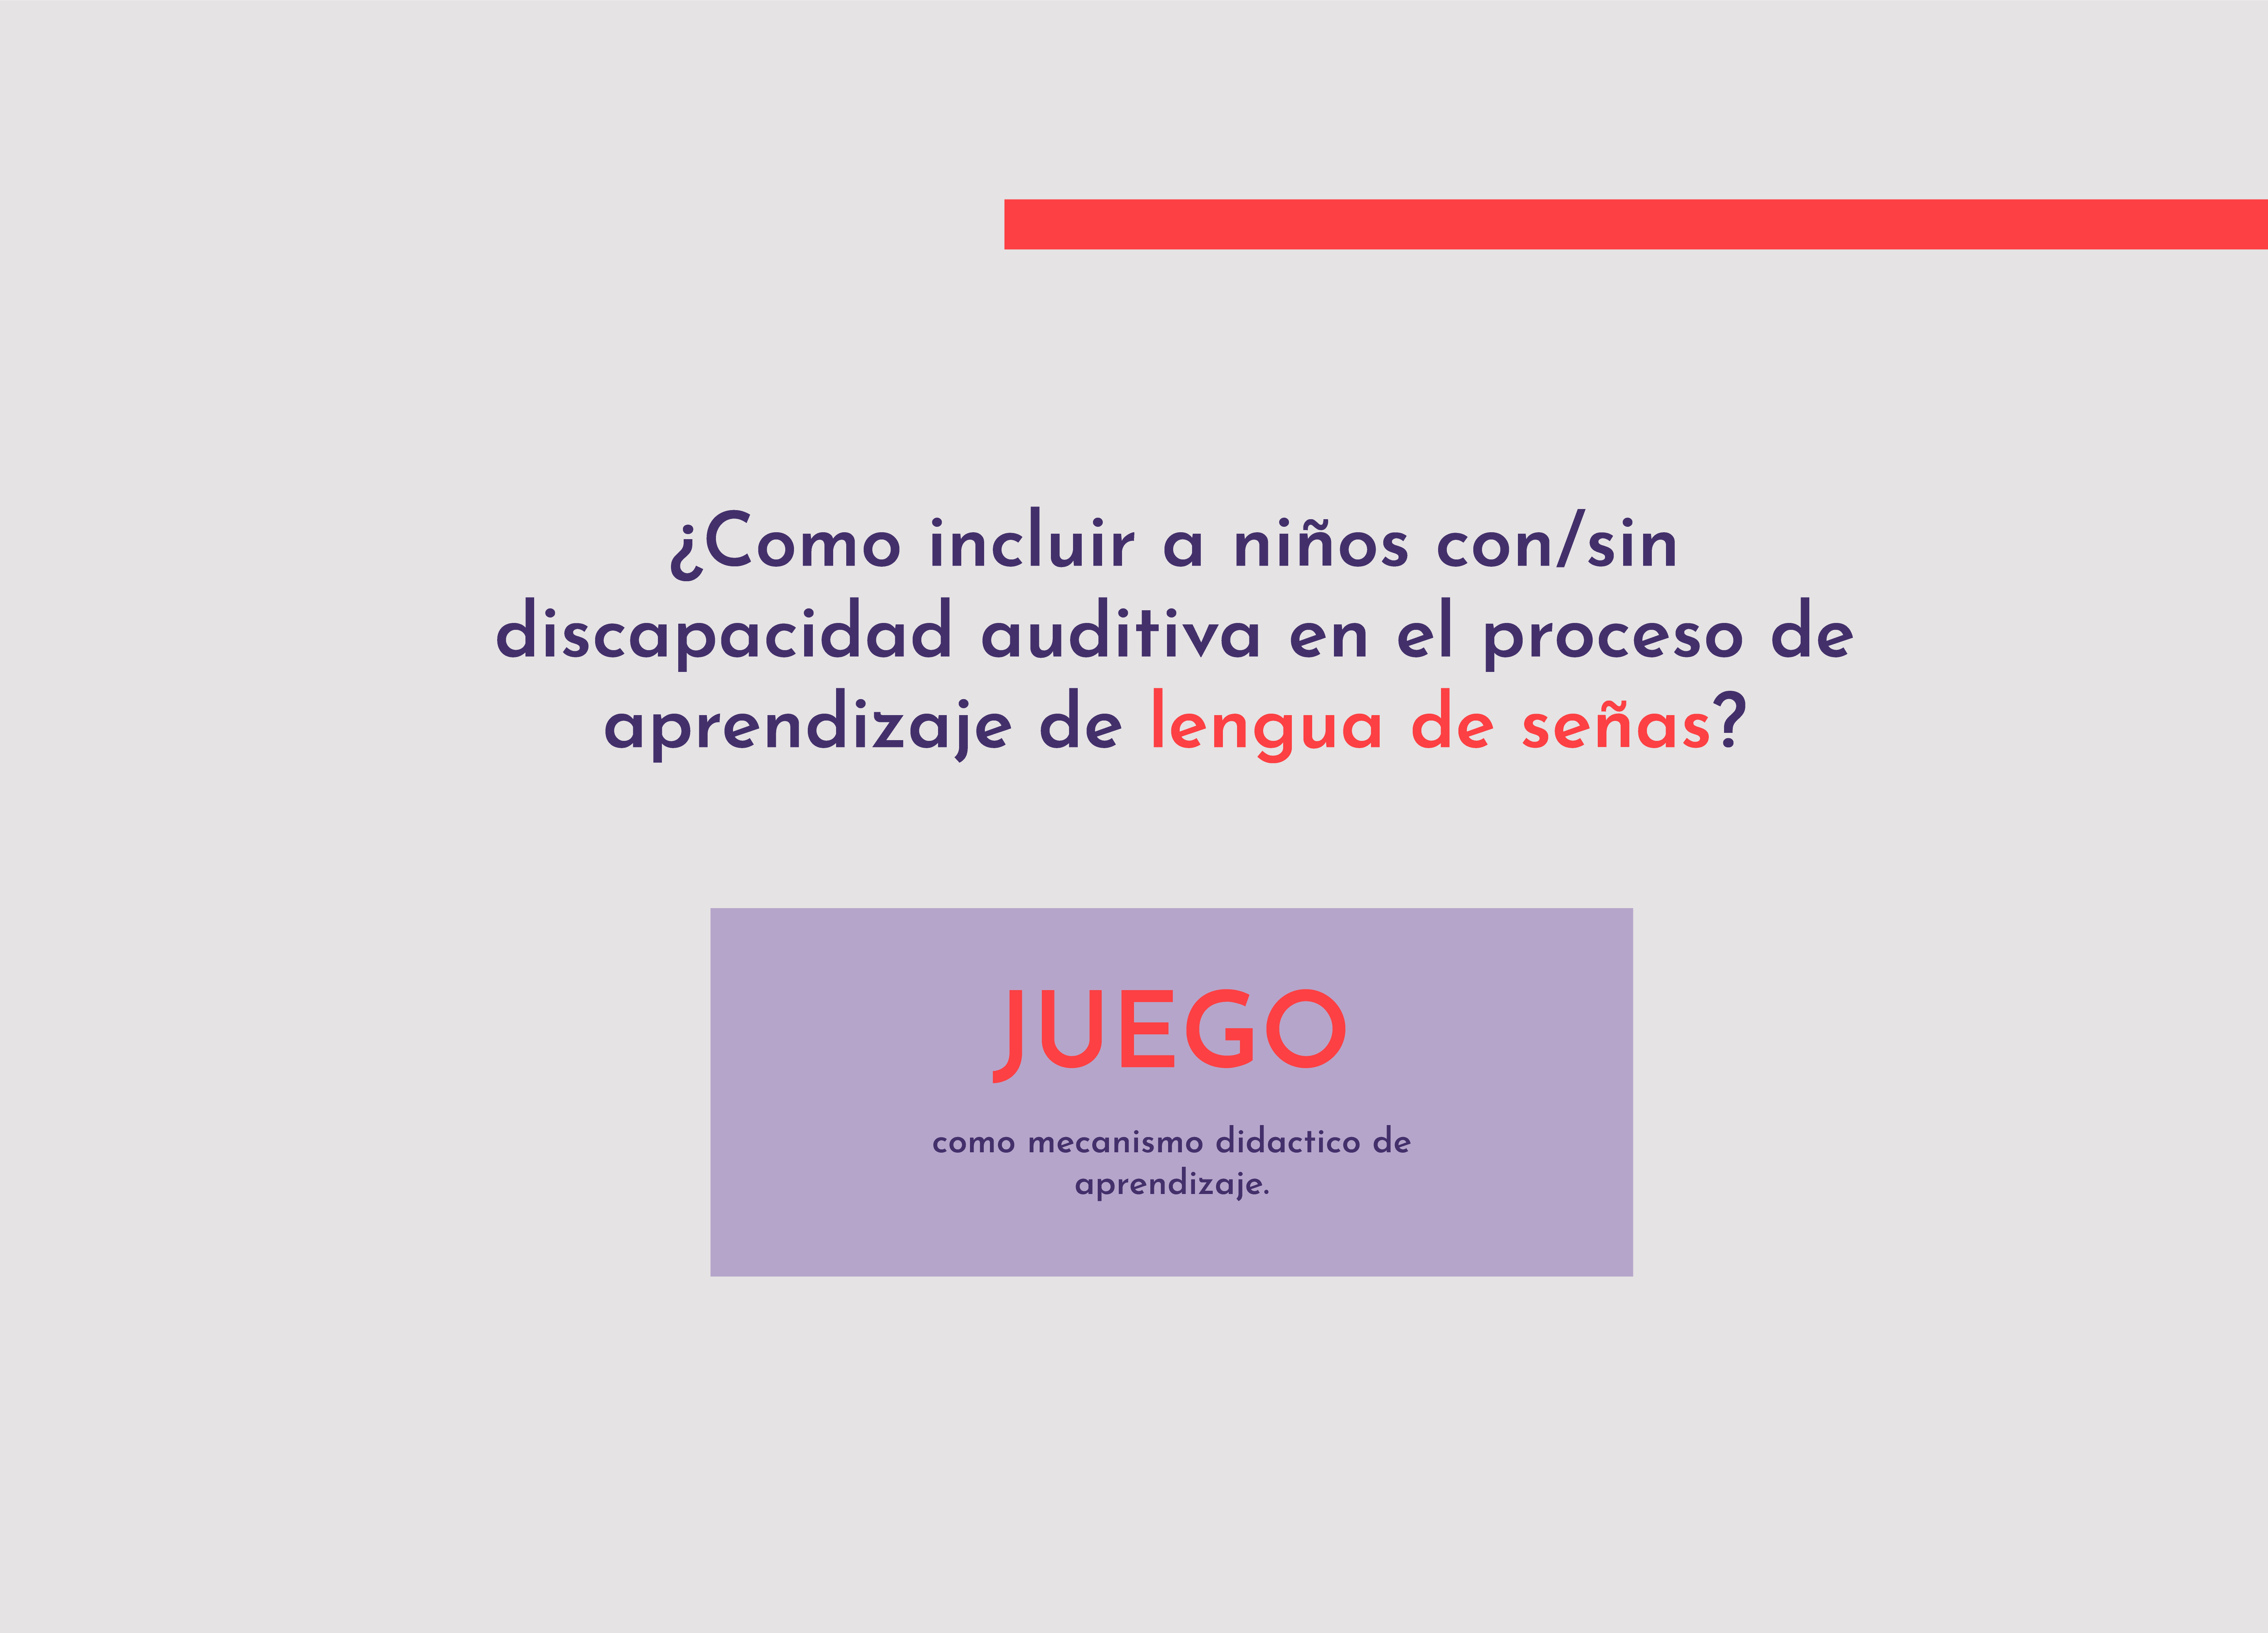 ¿Como incluir a niños con/sin
discapacidad auditiva en el proceso de
aprendizaje de lengua de señas?
JUEGO
como mecanismo didactico de
aprendizaje.